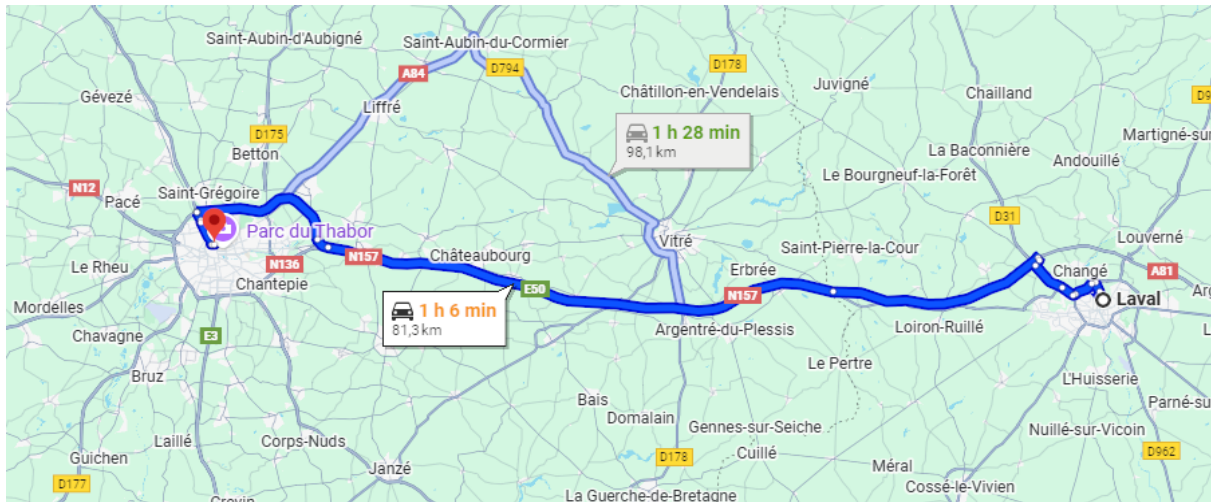 Saint-Aubin-d'Aubigné
Saint-Aubin-du-Cormier
D794
D178
A84
Juvigné
Châtillon-en-Vendelais
Chailland
Gévezé
Liffré
Martigné-su
D175
1 h 28 min
98,1 km
Betton
La Baconnière
Andouillé
Le Bourgneuf-la-Forêt
N12
Saint-Grégoire
Pacé
D31
Parc du Thabor
Vitré
Saint-Pierre-la-Cour
Louverné
N157
Châteaubourg
Le Rheu
N136
Erbrée
Changé
A81
Chantepie
E50
N157
Laval
Mordelles
1 h 6 min
81,3 km
Argentré-du-Plessis
Loiron-Ruillé
Chavagne
E3
Le Pertre
Bruz
L'Huisserie
Bais
Parné-su
Domalain
Gennes-sur-Seiche
Nuillé-sur-Vicoin
Laillé
Corps-Nuds
Cuillé
D962
Guichen
D178
Janzé
Méral
D177
Cossé-le-Vivien
La Guerche-de-Bretagne